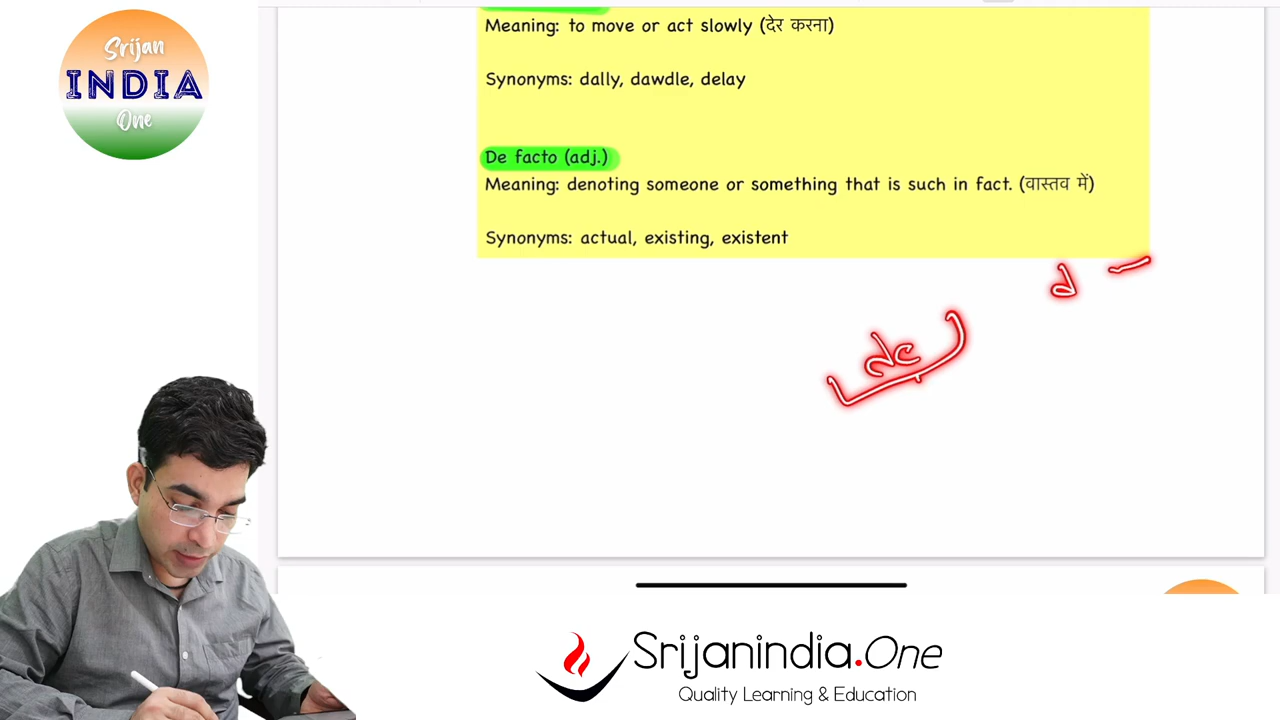 Srijan
INDIA
One
Meaning: to move or act slowly (देर करना)
Synonyms: dally, dawdle, delay
De facto (adj.)
Meaning: denoting someone or something that is such in fact. (वास्तव में)
Synonyms: actual, existing, existent
d
de
Srijanindia.One
Quality Learning & Education